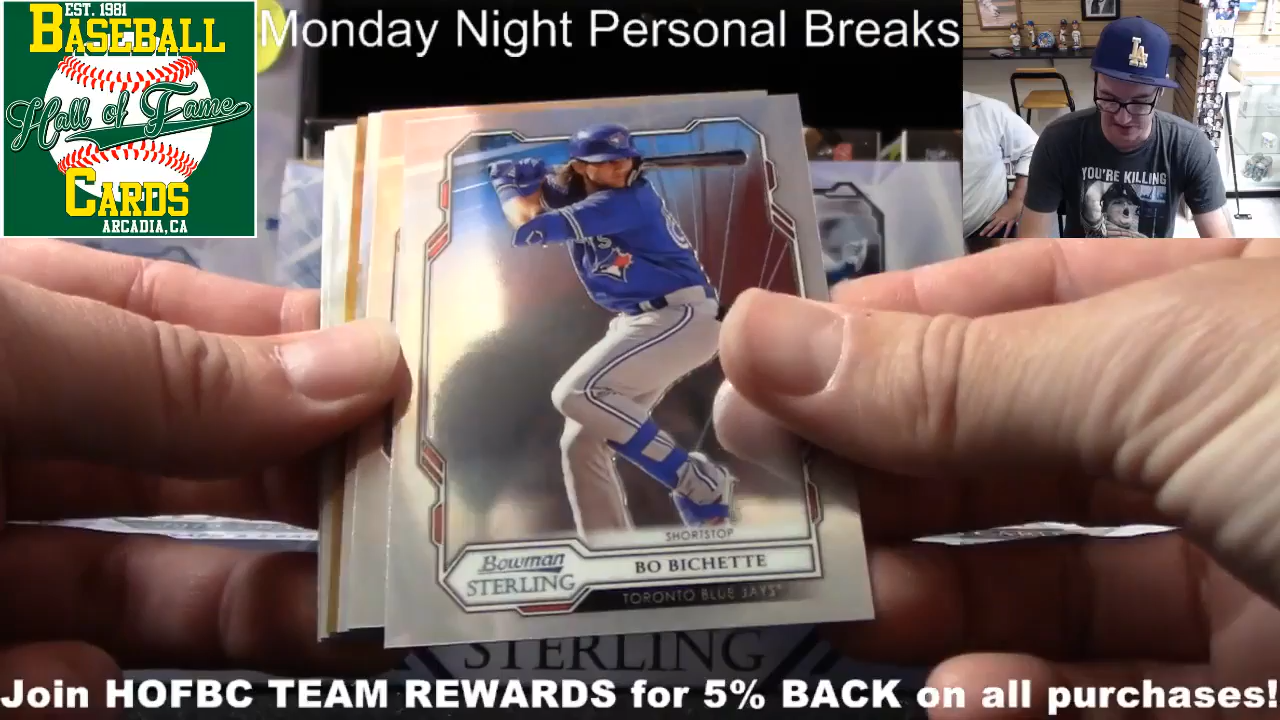 EST. 1981
BASEBALL
Hall of Fame
CARDS
ARCADIA, CA
Monday Night Personal Breaks
LA
YOU'RE KILLING
SHORTSTOP
Bowman
STERLING
BO BICHETTE
TORONTO BLUE JAYS
STERLING
Join HOFBC TEAM REWARDS for 5% BACK on all purchases!